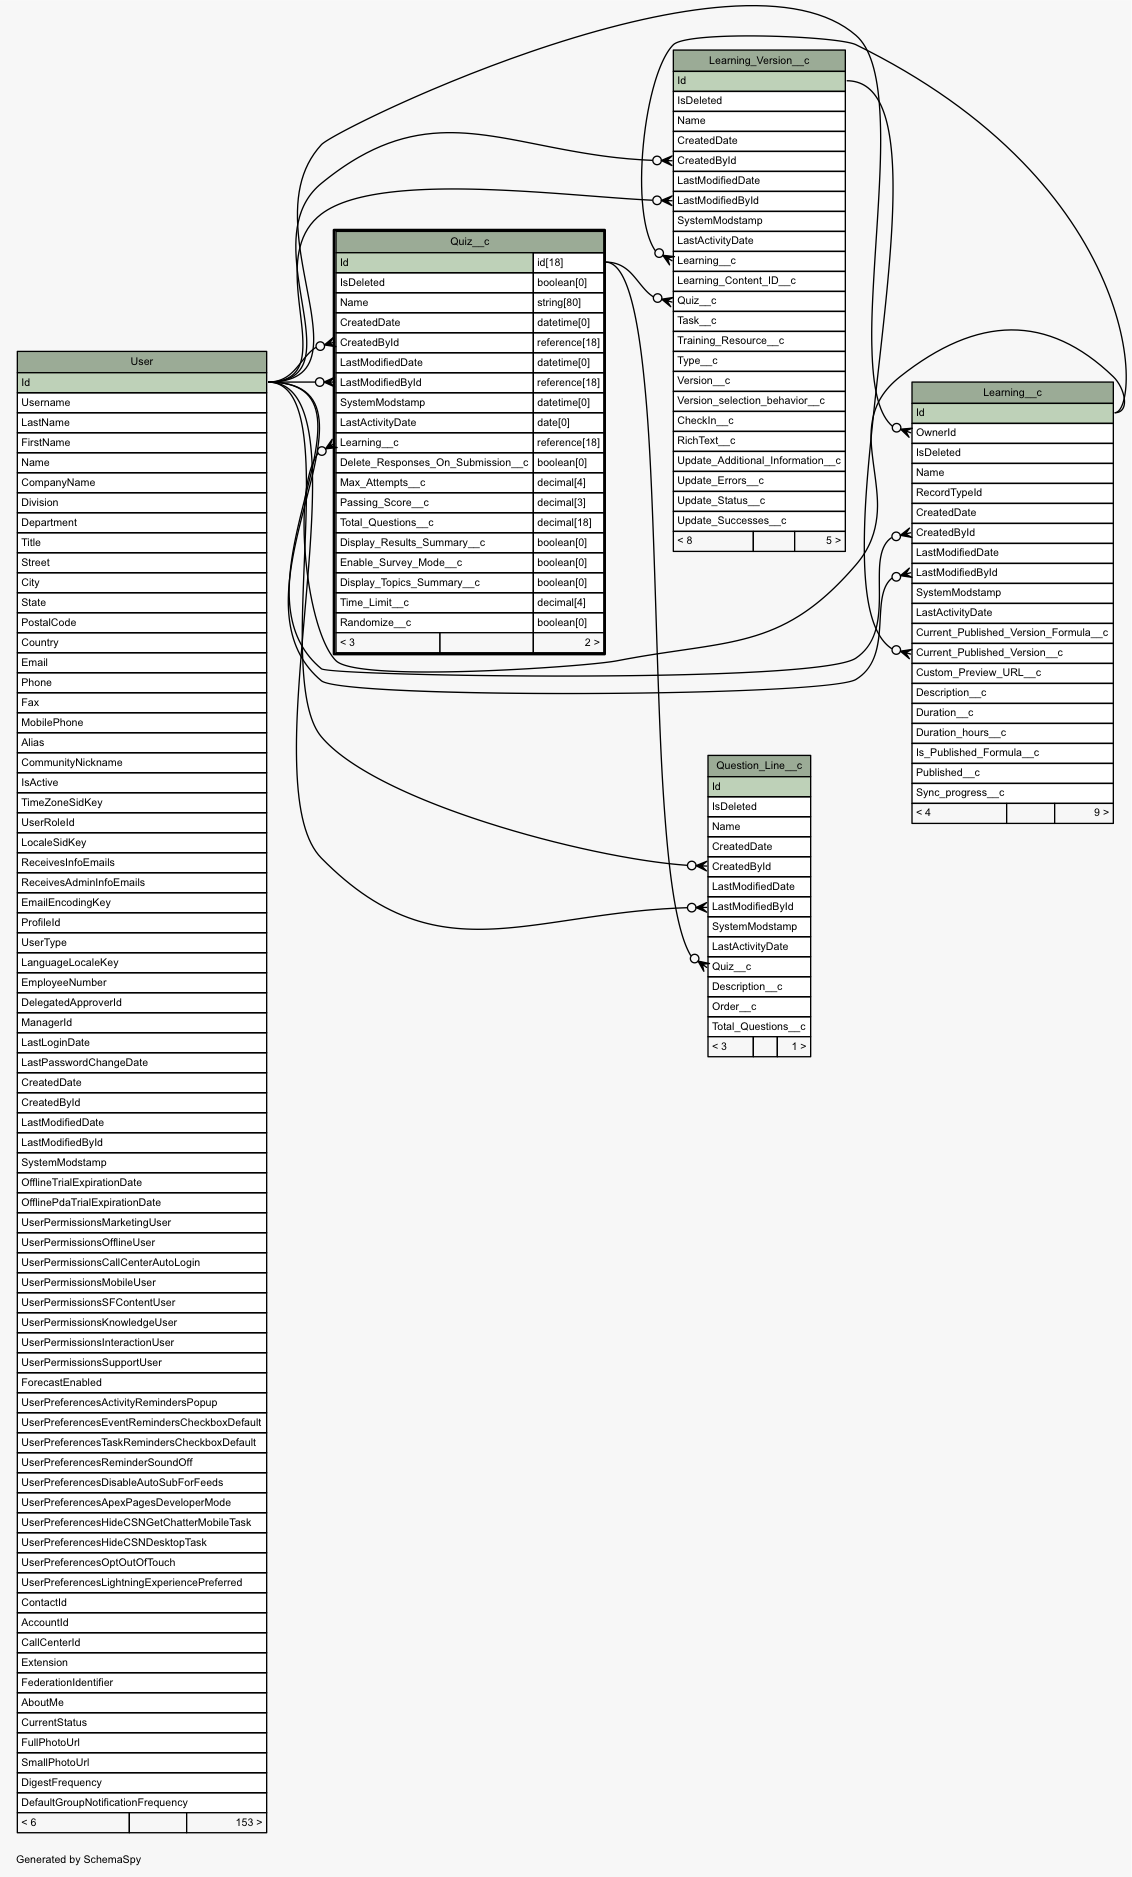 Learning_Version__c
Id
IsDeleted
Name
CreatedDate
CreatedById
LastModifiedDate
LastModifiedById
SystemModstamp
LastActivityDate
Learning__c
Learning_Content_ID__c
Quiz__c
Task__c
Training_Resource__c
Type__c
Version__c
Version_selection_behavior__c
CheckIn__c
RichText__c
Update_Additional_Information__c
Update_Errors__c
Update_Status__c
Update_Successes__c
< 8 5 >
Quiz__c
Id id[18]
IsDeleted boolean[0]
Name string[80]
CreatedDate datetime[0]
CreatedById reference[18]
LastModifiedDate datetime[0]
LastModifiedById reference[18]
SystemModstamp datetime[0]
LastActivityDate date[0]
Learning__c reference[18]
Delete_Responses_On_Submission__c boolean[0]
Max_Attempts__c decimal[4]
Passing_Score__c decimal[3]
Total_Questions__c decimal[18]
Display_Results_Summary__c boolean[0]
Enable_Survey_Mode__c boolean[0]
Display_Topics_Summary__c boolean[0]
Time_Limit__c decimal[4]
Randomize__c boolean[0]
< 3 2 >
Learning__c
Id
OwnerId
IsDeleted
Name
RecordTypeId
CreatedDate
CreatedById
LastModifiedDate
LastModifiedById
SystemModstamp
LastActivityDate
Current_Published_Version_Formula__c
Current_Published_Version__c
Custom_Preview_URL__c
Description__c
Duration__c
Duration_hours__c
Is_Published_Formula__c
Published__c
Sync_progress__c
< 4 9 >
Question_Line__c
Id
IsDeleted
Name
CreatedDate
CreatedById
LastModifiedDate
LastModifiedById
SystemModstamp
LastActivityDate
Quiz__c
Description__c
Order__c
Total_Questions__c
< 3 1 >
User
Id
Username
LastName
FirstName
Name
CompanyName
Division
Department
Title
Street
City
State
PostalCode
Country
Email
Phone
Fax
MobilePhone
Alias
CommunityNickname
IsActive
TimeZoneSidKey
UserRoleId
LocaleSidKey
ReceivesInfoEmails
ReceivesAdminInfoEmails
EmailEncodingKey
ProfileId
UserType
LanguageLocaleKey
EmployeeNumber
DelegatedApproverId
ManagerId
LastLoginDate
LastPasswordChangeDate
CreatedDate
CreatedById
LastModifiedDate
LastModifiedById
SystemModstamp
OfflineTrialExpirationDate
OfflinePdaTrialExpirationDate
UserPermissionsMarketingUser
UserPermissionsOfflineUser
UserPermissionsCallCenterAutoLogin
UserPermissionsMobileUser
UserPermissionsSFContentUser
UserPermissionsKnowledgeUser
UserPermissionsInteractionUser
UserPermissionsSupportUser
ForecastEnabled
UserPreferencesActivityRemindersPopup
UserPreferencesEventRemindersCheckboxDefault
UserPreferencesTaskRemindersCheckboxDefault
UserPreferencesReminderSoundOff
UserPreferencesDisableAutoSubForFeeds
UserPreferencesApexPagesDeveloperMode
UserPreferencesHideCSNGetChatterMobileTask
UserPreferencesHideCSNDesktopTask
UserPreferencesOptOutOfTouch
UserPreferencesLightningExperiencePreferred
ContactId
AccountId
CallCenterId
Extension
FederationIdentifier
AboutMe
CurrentStatus
FullPhotoUrl
SmallPhotoUrl
DigestFrequency
DefaultGroupNotificationFrequency
< 6 153 >
Generated by SchemaSpy